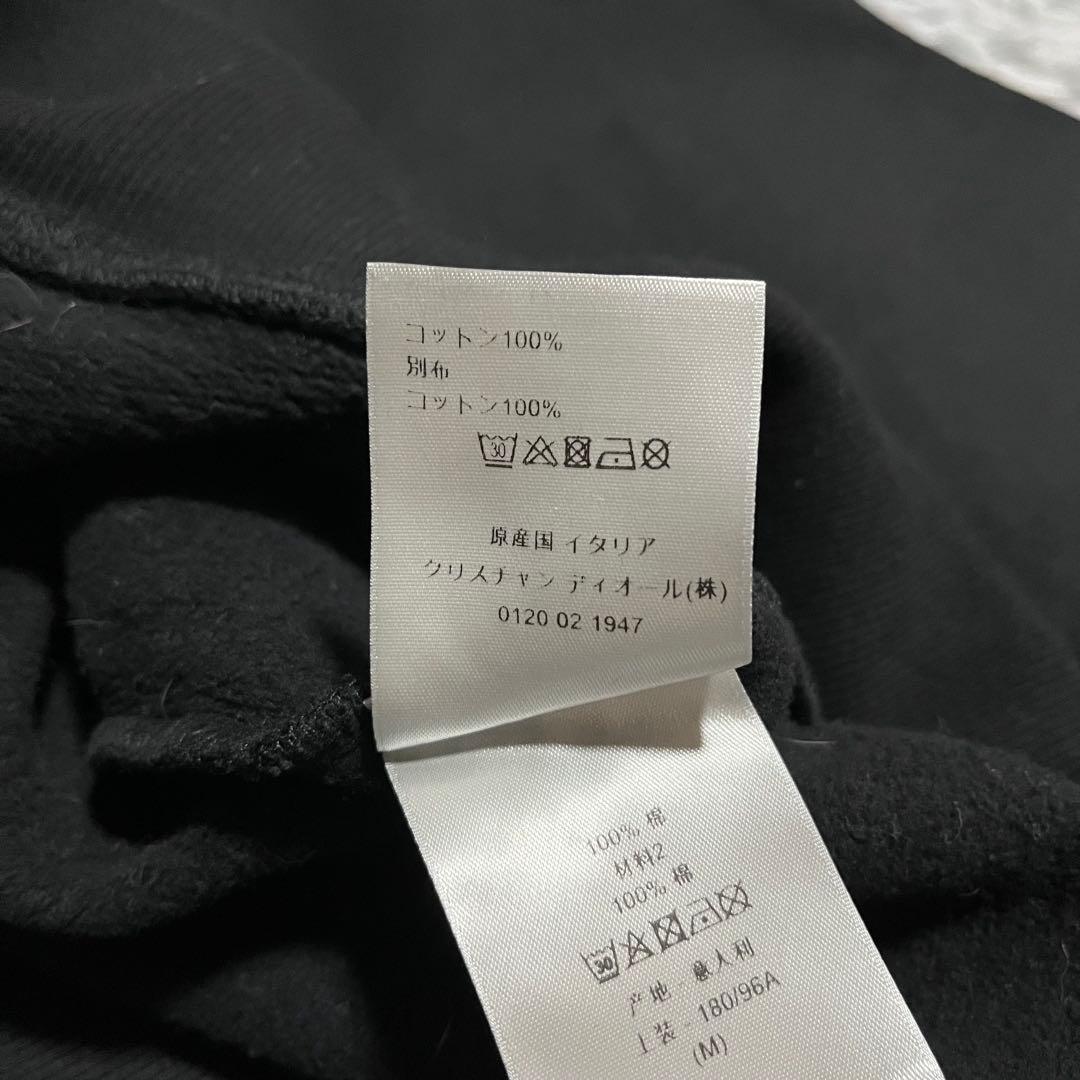 コットン100%
別布
コットン100%
30
原産国 イタリア
クリスチャン ディオール(株)
0120 02 1947
100% 棉
材料2
100% 棉
30
产地 - 意大利
上装 - 180/96A
(M)